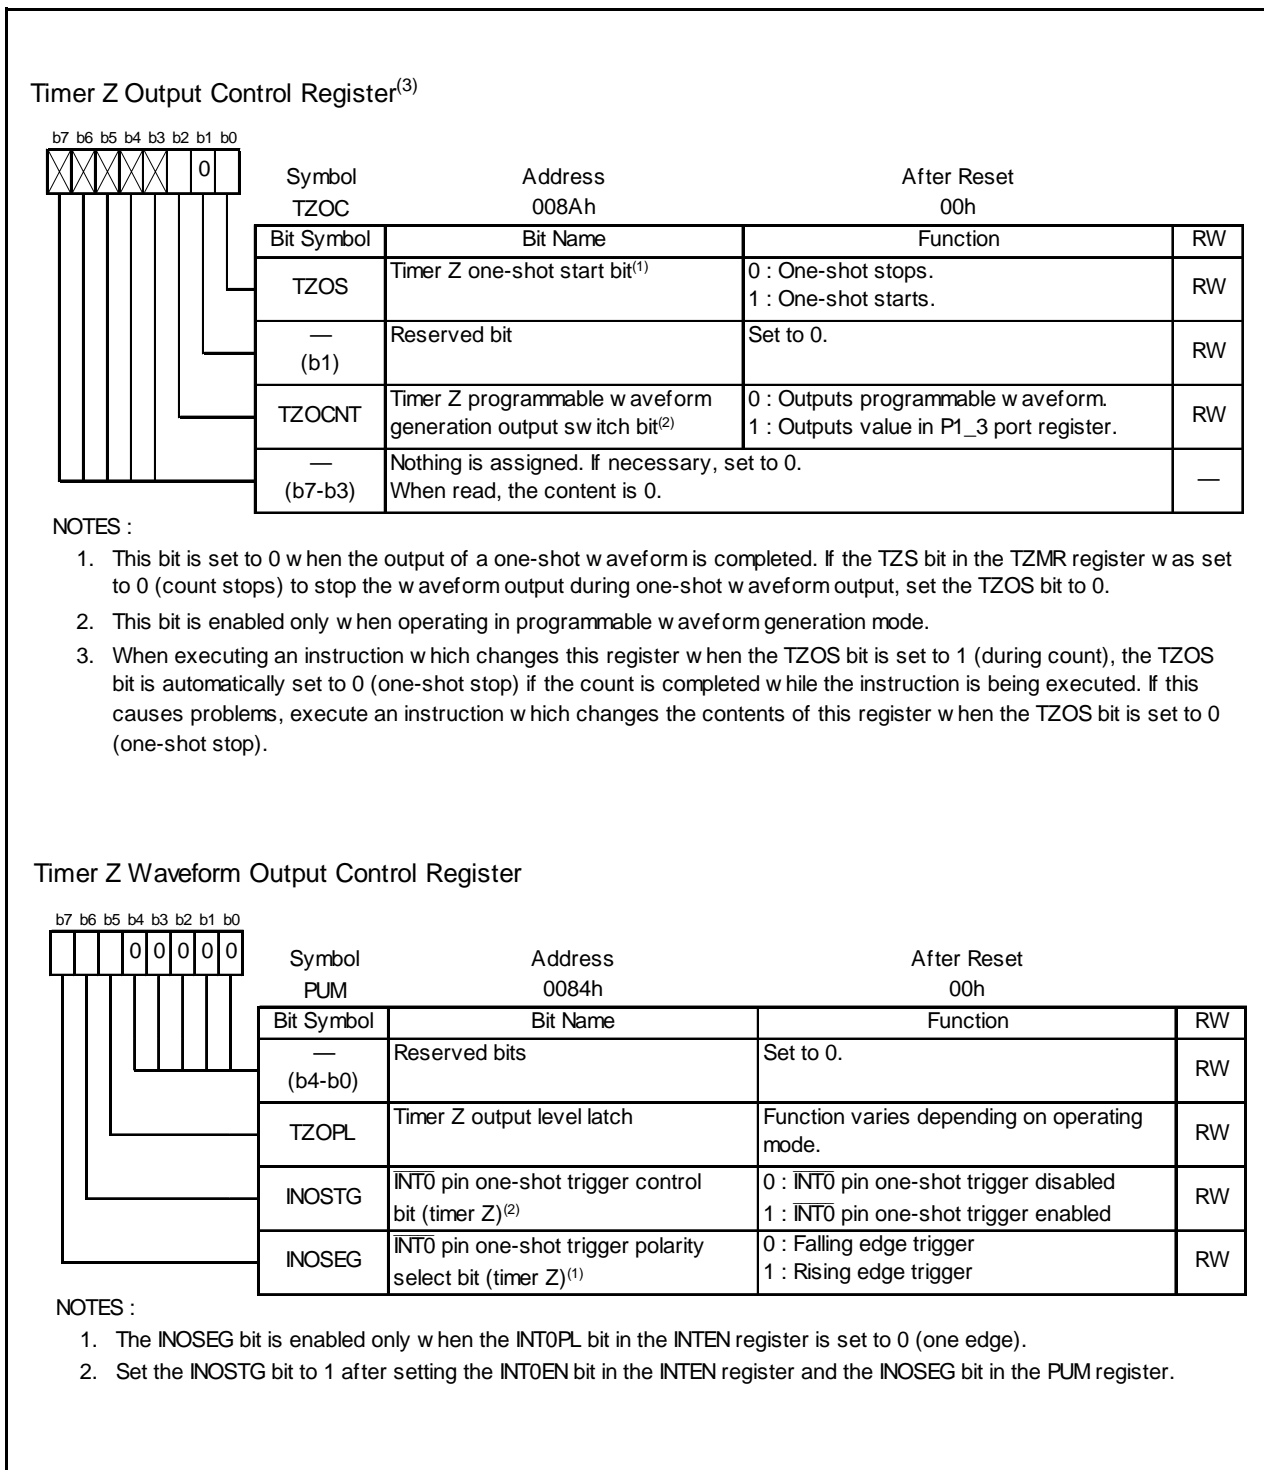 Timer Z Output Control Register(3)
b7 b6 b5 b4 b3 b2 b1 b0
0
Symbol Address After Reset
TZOC 008Ah 00h
Bit Symbol Bit Name Function RW
TZOS Timer Z one-shot start bit(1) 0 : One-shot stops. RW
1 : One-shot starts.
— Reserved bit Set to 0. RW
(b1)
TZOCNT Timer Z programmable waveform 0 : Outputs programmable waveform. RW
generation output switch bit(2) 1 : Outputs value in P1_3 port register.
— Nothing is assigned. If necessary, set to 0. —
(b7-b3) When read, the content is 0.
NOTES :
1. This bit is set to 0 when the output of a one-shot waveform is completed. If the TZS bit in the TZMR register was set
to 0 (count stops) to stop the waveform output during one-shot waveform output, set the TZOS bit to 0.
2. This bit is enabled only when operating in programmable waveform generation mode.
3. When executing an instruction which changes this register when the TZOS bit is set to 1 (during count), the TZOS
bit is automatically set to 0 (one-shot stop) if the count is completed while the instruction is being executed. If this
causes problems, execute an instruction which changes the contents of this register when the TZOS bit is set to 0
(one-shot stop).
Timer Z Waveform Output Control Register
b7 b6 b5 b4 b3 b2 b1 b0
0 0 0 0 0
Symbol Address After Reset
PUM 0084h 00h
Bit Symbol Bit Name Function RW
— Reserved bits Set to 0. RW
(b4-b0)
TZOPL Timer Z output level latch Function varies depending on operating RW
mode.
INOSTG INT0 pin one-shot trigger control 0 : INT0 pin one-shot trigger disabled RW
bit (timer Z)(2) 1 : INT0 pin one-shot trigger enabled
INOSEG INT0 pin one-shot trigger polarity 0 : Falling edge trigger RW
select bit (timer Z)(1) 1 : Rising edge trigger
NOTES :
1. The INOSEG bit is enabled only when the INT0PL bit in the INTEN register is set to 0 (one edge).
2. Set the INOSTG bit to 1 after setting the INT0EN bit in the INTEN register and the INOSEG bit in the PUM register.